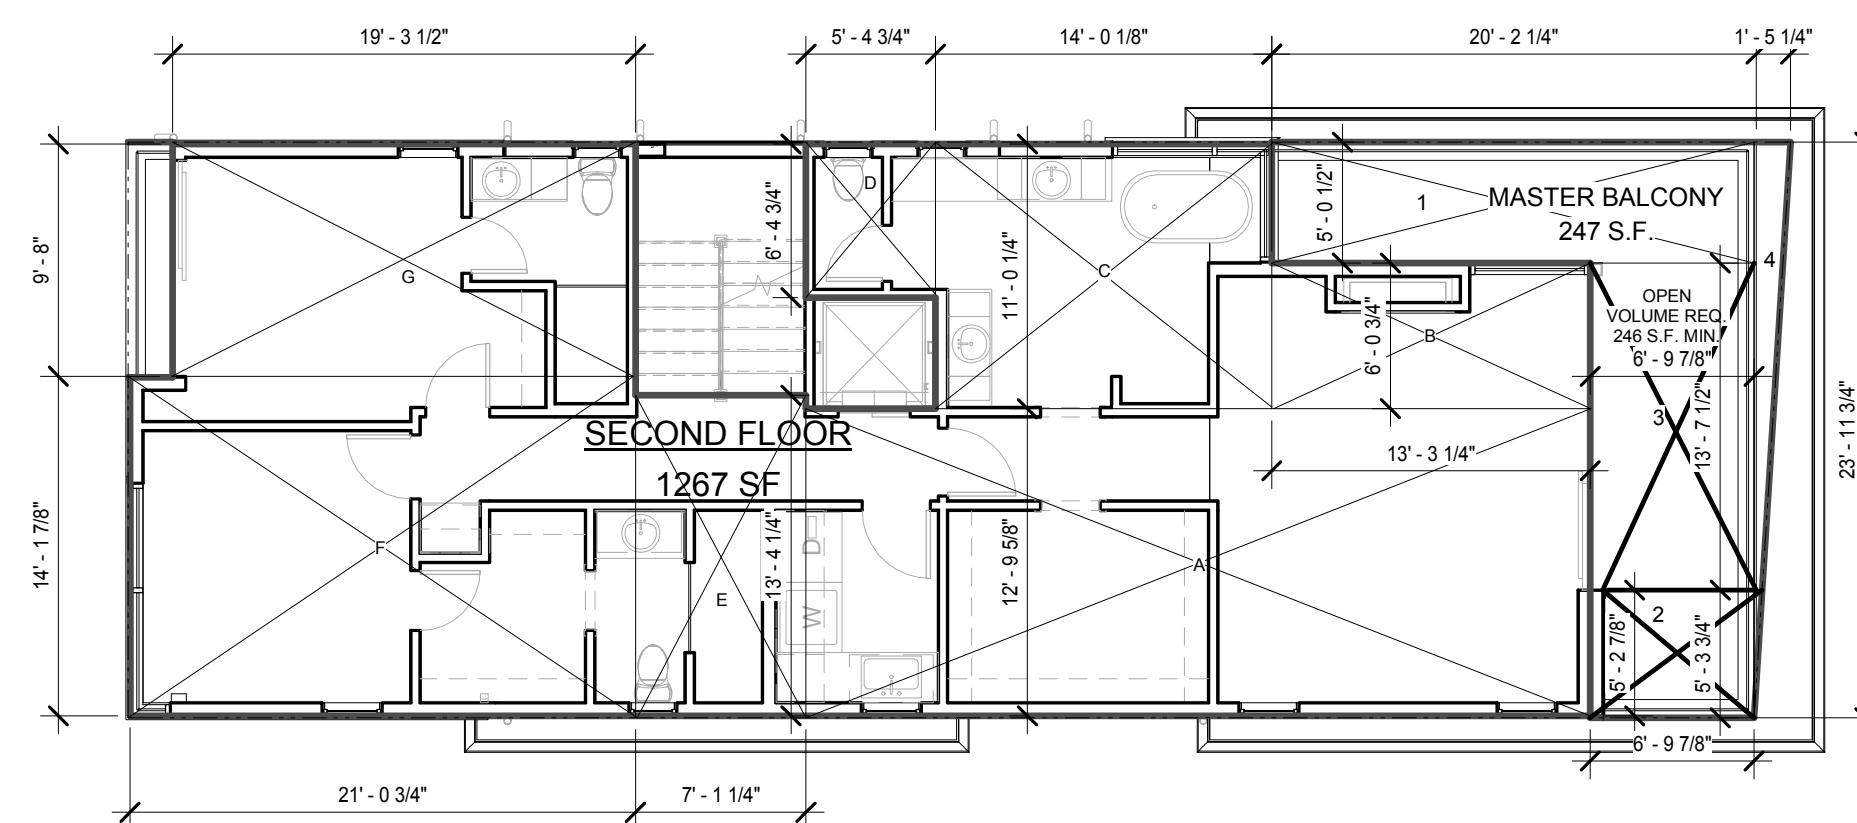 19' - 3 1/2"
5' - 4 3/4"
14' - 0 1/8"
20' - 2 1/4"
1' - 5 1/4"
9' - 8"
14' - 1 7/8"
G
6' - 4 3/4"
D
11' - 0 1/4"
C
5' - 0 1/2"
1
MASTER BALCONY
247 S.F.
4
OPEN
VOLUME REQ.
246 S.F. MIN.
6' - 9 7/8"
6' - 0 3/4"
B
3
13' - 7 1/2"
23' - 11 3/4"
SECOND FLOOR
1267 SF
13' - 3 1/4"
F
E
13' - 4 1/4"
D
W
12' - 9 5/8"
A
2
5' - 2 7/8"
5' - 3 3/4"
6' - 9 7/8"
21' - 0 3/4"
7' - 1 1/4"